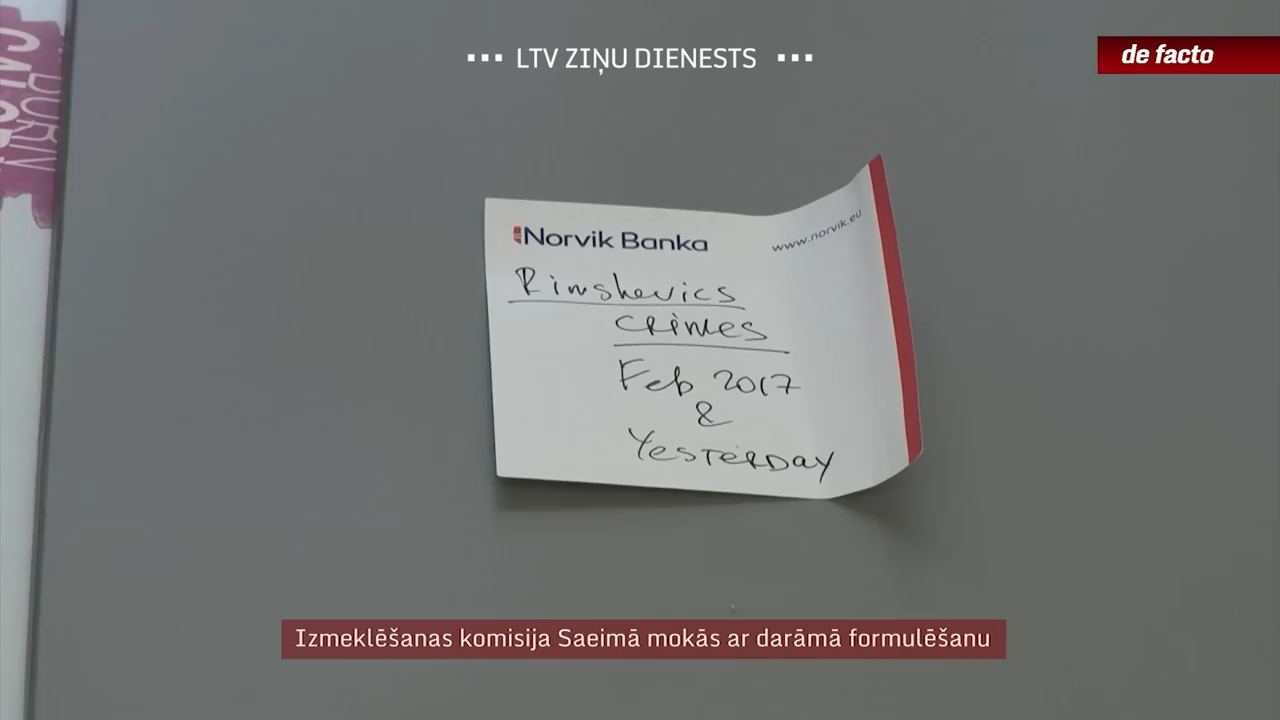 ••• LTV ZIŅU DIENESTS •••
de facto
Norvik Banka
www.norvik.eu
Rimshevics
CRimes
Feb 2017
&
YesTERDAY
Izmeklēšanas komisija Saeimā mokās ar darāmā formulēšanu